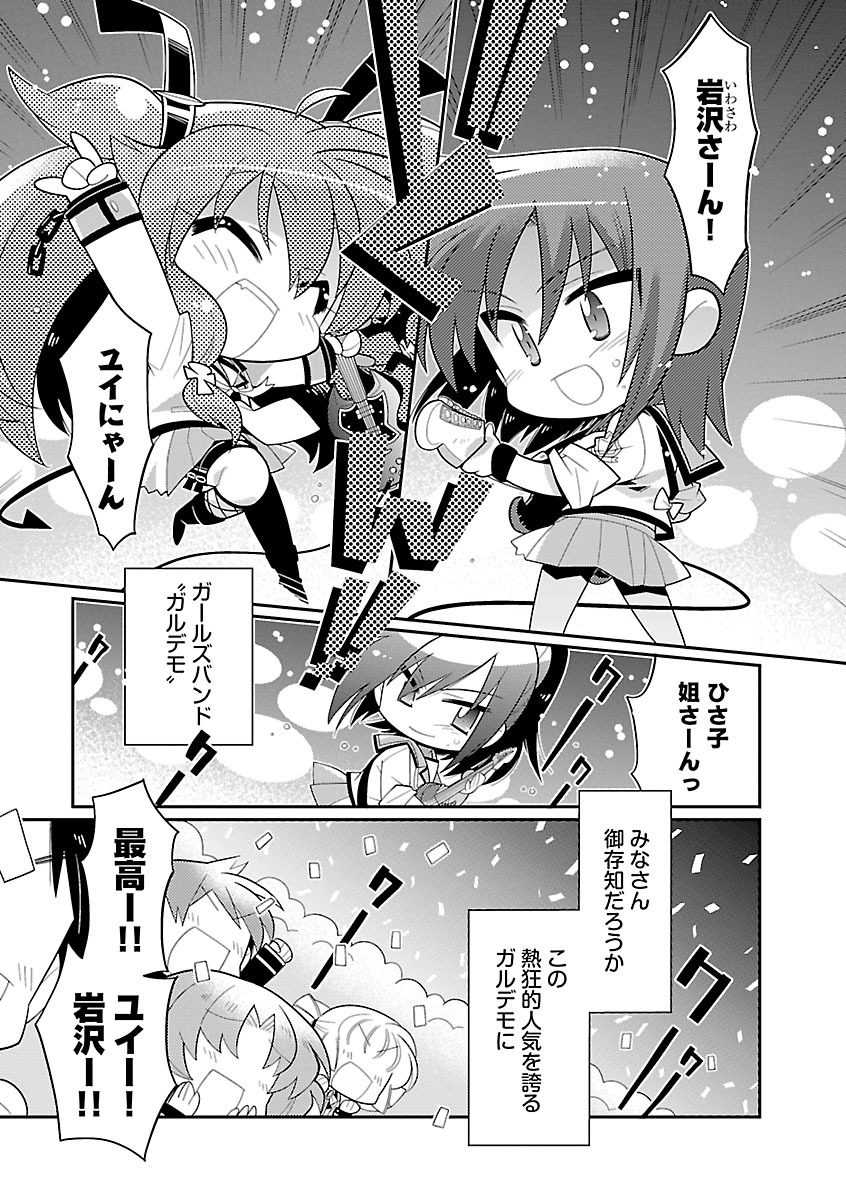 岩沢さーん！
いわさわ
ユイにゃーん
ひさ子
姐さーんっ
ガールズバンド
〝ガルデモ〟
みなさん
御存知だろうか
この
熱狂的人気を誇る
ガルデモに
最高ー!!
ユイー！
岩沢ー!!